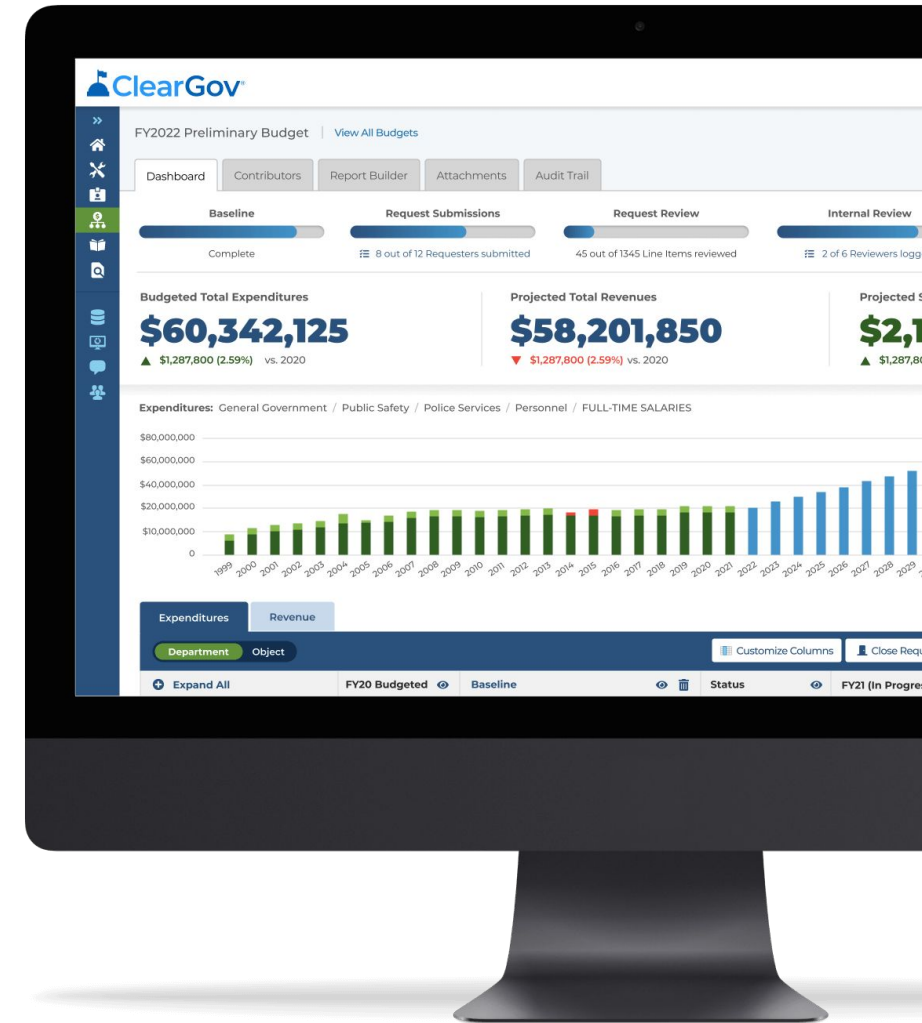 ClearGov
FY2022 Preliminary Budget | View All Budgets
Dashboard Contributors Report Builder Attachments Audit Trail
Baseline Request Submissions Request Review Internal Review
Complete 8 out of 12 Requesters submitted 45 out of 1345 Line Items reviewed 2 of 6 Reviewers logg
Budgeted Total Expenditures Projected Total Revenues Projected S
$60,342,125 $58,201,850 $2,1
▲ $1,287,800 (2.59%) vs. 2020 ▼ $1,287,800 (2.59%) vs. 2020 ▲ $1,287,80
Expenditures: General Government / Public Safety / Police Services / Personnel / FULL-TIME SALARIES
$80,000,000
$60,000,000
$40,000,000
$20,000,000
$10,000,000
0
1999 2000 2001 2002 2003 2004 2005 2006 2007 2008 2009 2010 2011 2012 2013 2014 2015 2016 2017 2018 2019 2020 2021 2022 2023 2024 2025 2026 2027 2028 2029
Expenditures Revenue
Department Object Customize Columns Close Requ
Expand All FY20 Budgeted Baseline Status FY21 (In Progres